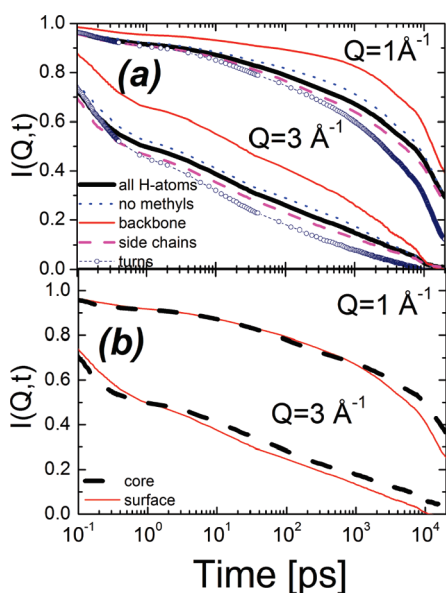 1.0
0.8
0.6
0.4
0.2
0.0
I(Q,t)
(a)
Q=1Å⁻¹
Q=3 Å⁻¹
all H-atoms
no methyls
backbone
side chains
turns
1.0
0.8
0.6
0.4
0.2
0.0
I(Q,t)
(b)
Q=1 Å⁻¹
Q=3 Å⁻¹
core
surface
10⁻¹ 10⁰ 10¹ 10² 10³ 10⁴
Time [ps]